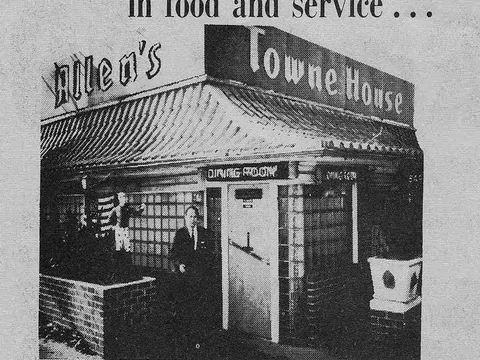 in food and service...
Allen's
Towne House
DINING ROOM
DINING ROOM